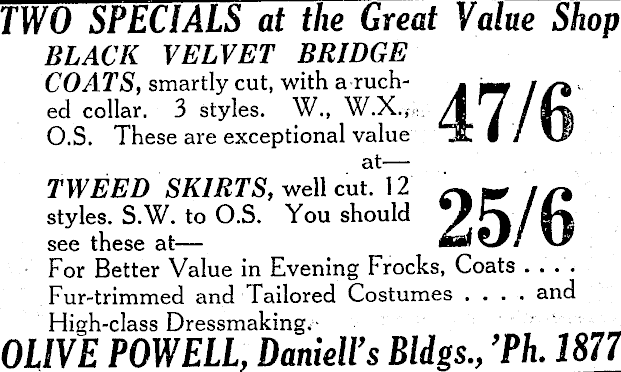 TWO SPECIALS at the Great Value Shop
BLACK VELVET BRIDGE
COATS, smartly cut, with a ruch-
ed collar. 3 styles. W., W.X.,
O.S. These are exceptional value
at—
47/6
TWEED SKIRTS, well cut. 12
styles. S.W. to O.S. You should
see these at—
25/6
For Better Value in Evening Frocks, Coats . . . .
Fur-trimmed and Tailored Costumes . . . . and
High-class Dressmaking.
OLIVE POWELL, Daniell's Bldgs., 'Ph. 1877